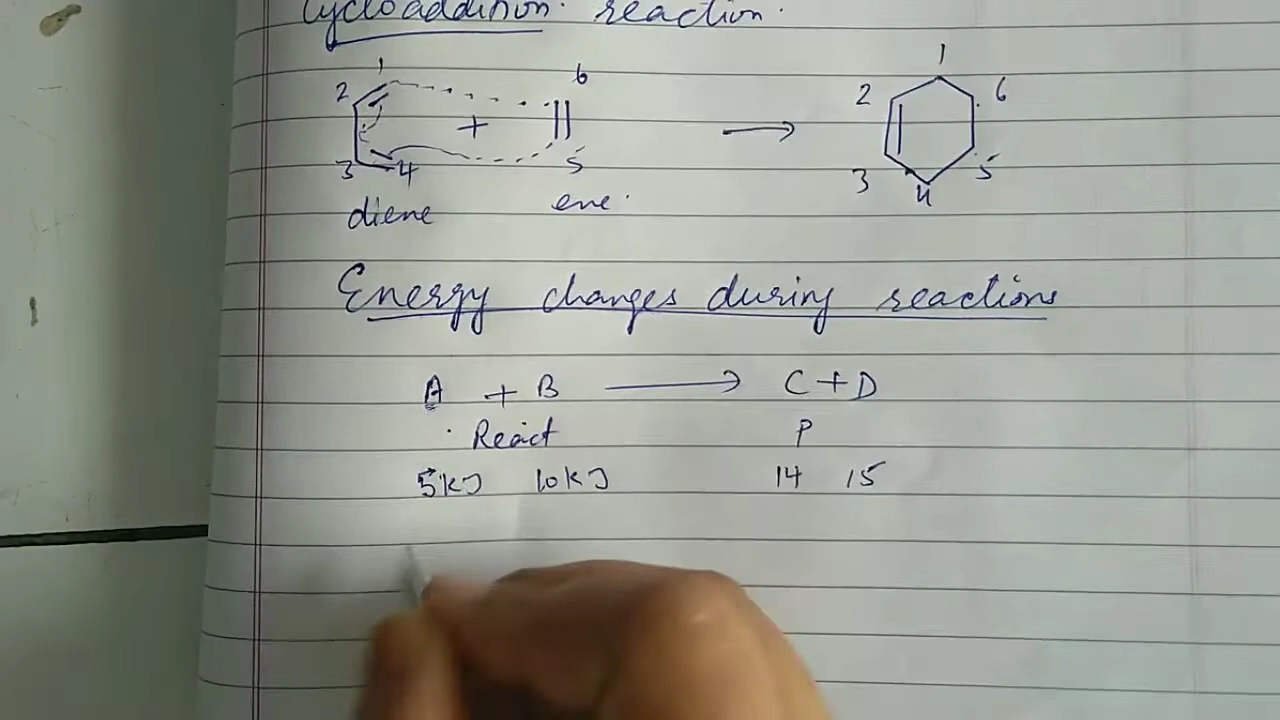 Cycloaddition. reaction.
1 6 1
2 + → 2 6
3 4 5 3 5
4
diene ene.
Energy changes during reactions
A + B → C + D
React P
5KJ 10KJ 14 15